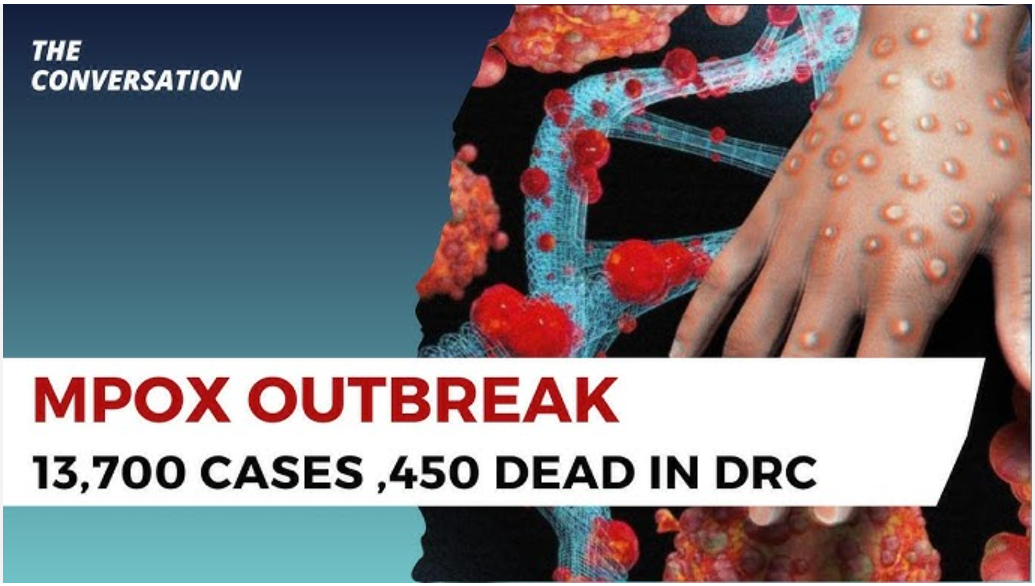 THE
CONVERSATION
MPOX OUTBREAK
13,700 CASES ,450 DEAD IN DRC